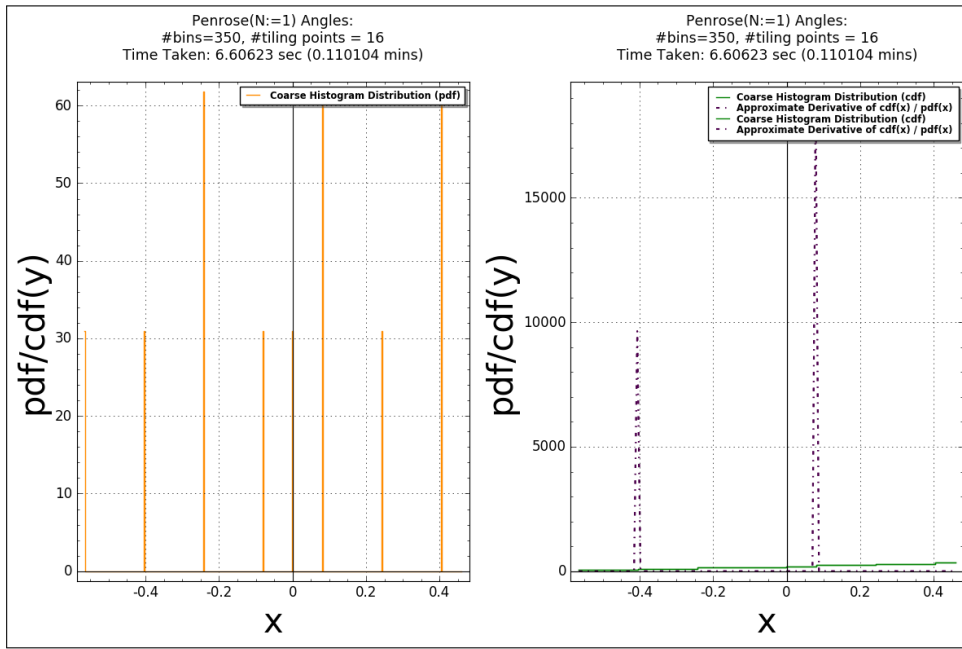 Penrose(N:=1) Angles:
#bins=350, #tiling points = 16
Time Taken: 6.60623 sec (0.110104 mins)
Coarse Histogram Distribution (pdf)
60
50
40
30
20
10
0
pdf/cdf(y)
-0.4
-0.2
0
0.2
0.4
x
Penrose(N:=1) Angles:
#bins=350, #tiling points = 16
Time Taken: 6.60623 sec (0.110104 mins)
Coarse Histogram Distribution (cdf)
Approximate Derivative of cdf(x) / pdf(x)
Coarse Histogram Distribution (cdf)
Approximate Derivative of cdf(x) / pdf(x)
15000
10000
5000
0
pdf/cdf(y)
-0.4
-0.2
0
0.2
0.4
x